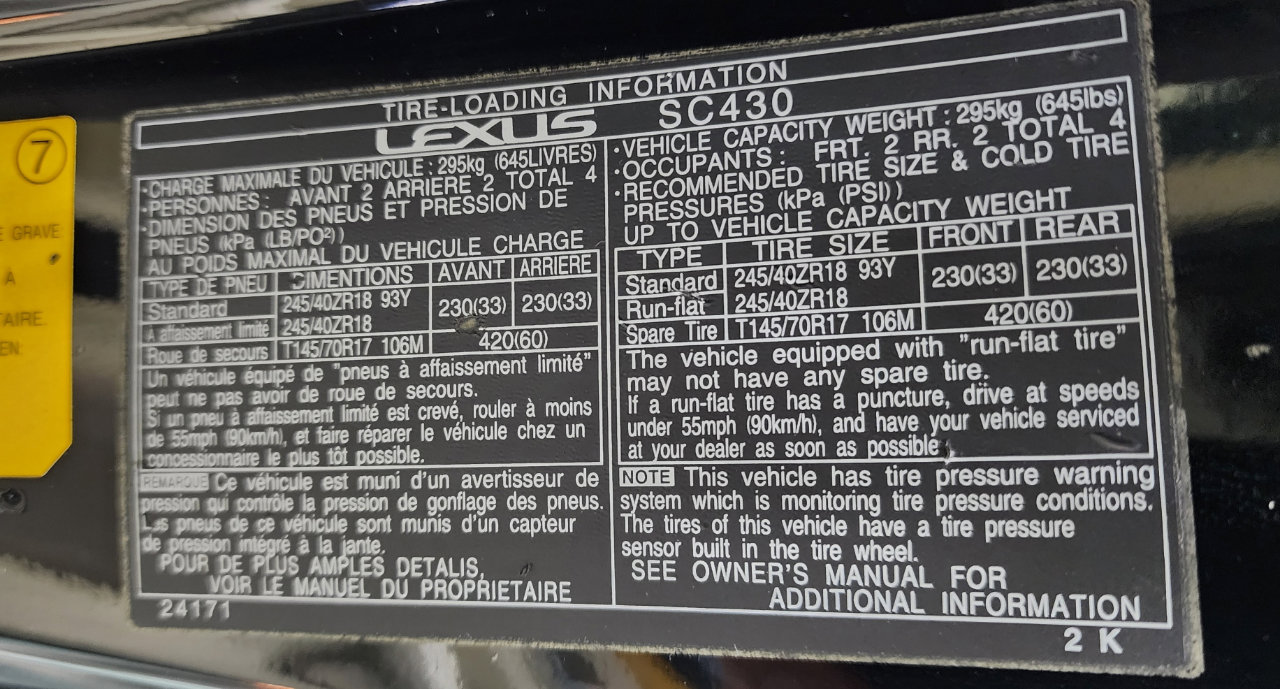 7
E GRAVE
À
TAIRE.
EN:
TIRE-LOADING INFORMATION
LEXUS SC430
·CHARGE MAXIMALE DU VEHICULE : 295kg (645LIVRES)
·PERSONNES : AVANT 2 ARRIERE 2 TOTAL 4
·DIMENSION DES PNEUS ET PRESSION DE
PNEUS (kPa (LB/PO²))
AU POIDS MAXIMAL DU VEHICULE CHARGE
TYPE DE PNEU DIMENTIONS AVANT ARRIERE
Standard 245/40ZR18 93Y 230(33) 230(33)
A affaissement limité 245/40ZR18
Roue de secours T145/70R17 106M 420(60)
Un véhicule équipé de "pneus à affaissement limité"
peut ne pas avoir de roue de secours.
Si un pneu à affaissement limité est crevé, rouler à moins
de 55mph (90km/h), et faire réparer le véhicule chez un
concessionnaire le plus tôt possible.
REMARQUE Ce véhicule est muni d'un avertisseur de
pression qui contrôle la pression de gonflage des pneus.
Les pneus de ce véhicule sont munis d'un capteur
de pression intégré à la jante.
POUR DE PLUS AMPLES DETALIS,
VOIR LE MANUEL DU PROPRIETAIRE
24171
·VEHICLE CAPACITY WEIGHT : 295kg (645lbs)
·OCCUPANTS : FRT. 2 RR. 2 TOTAL 4
·RECOMMENDED TIRE SIZE & COLD TIRE
PRESSURES (kPa (PSI))
UP TO VEHICLE CAPACITY WEIGHT
TYPE TIRE SIZE FRONT REAR
Standard 245/40ZR18 93Y 230(33) 230(33)
Run-flat 245/40ZR18
Spare Tire T145/70R17 106M 420(60)
The vehicle equipped with "run-flat tire"
may not have any spare tire.
If a run-flat tire has a puncture, drive at speeds
under 55mph (90km/h), and have your vehicle serviced
at your dealer as soon as possible.
NOTE This vehicle has tire pressure warning
system which is monitoring tire pressure conditions.
The tires of this vehicle have a tire pressure
sensor built in the tire wheel.
SEE OWNER'S MANUAL FOR
ADDITIONAL INFORMATION
2 K